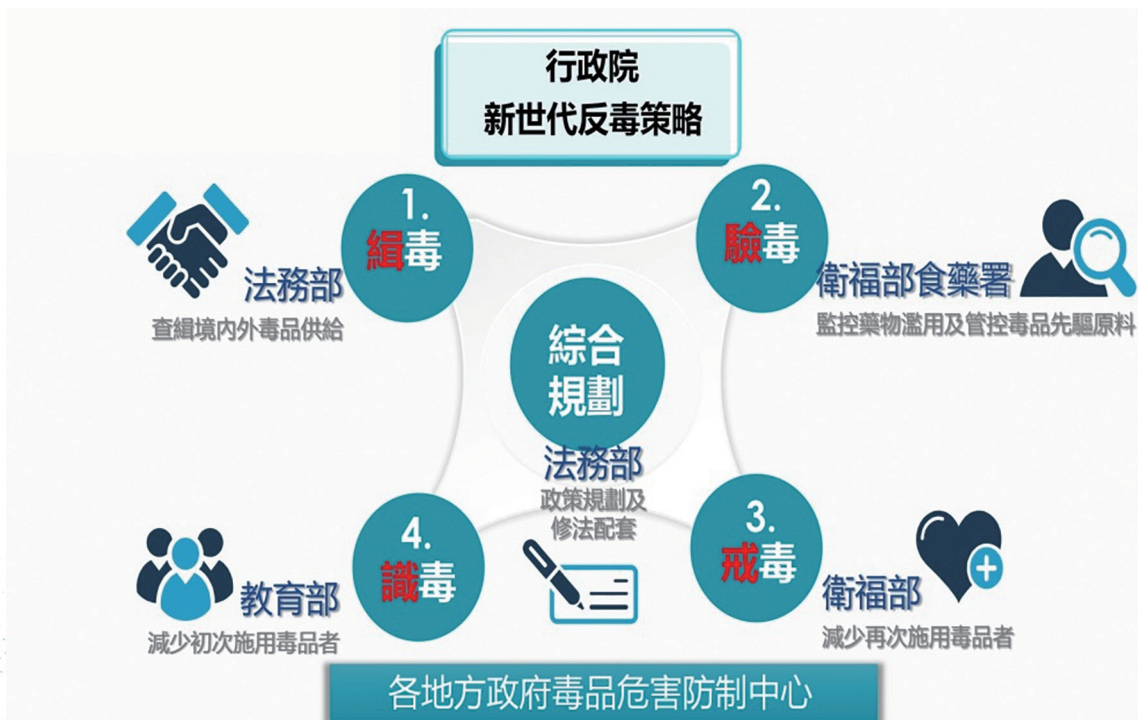 行政院
新世代反毒策略
1.
緝毒
法務部
查緝境內外毒品供給
2.
驗毒
衛福部食藥署
監控藥物濫用及管控毒品先驅原料
綜合
規劃
法務部
政策規劃及
修法配套
4.
識毒
教育部
減少初次施用毒品者
3.
戒毒
衛福部
減少再次施用毒品者
各地方政府毒品危害防制中心